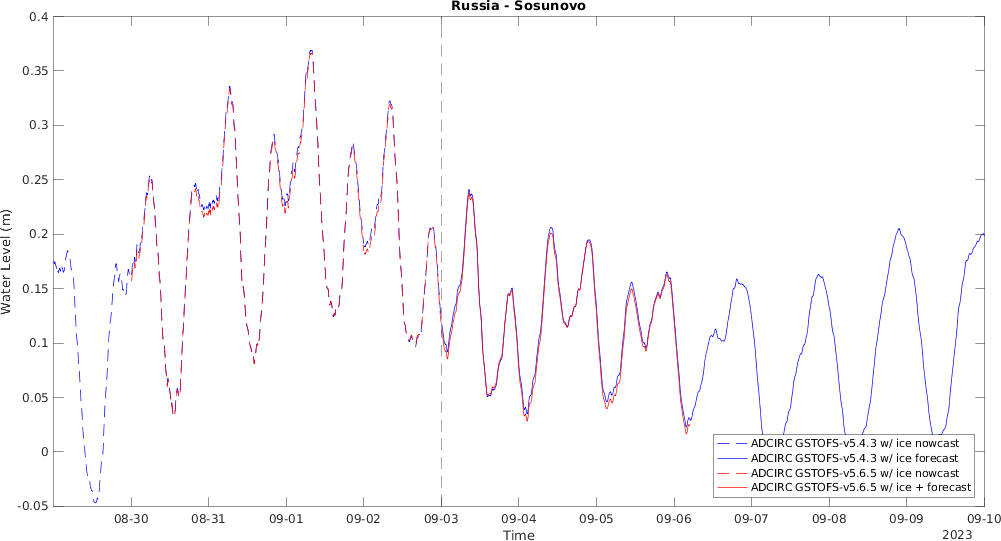 Russia - Sosunovo
0.4
0.35
0.3
0.25
0.2
0.15
0.1
0.05
0
-0.05
Water Level (m)
08-30 08-31 09-01 09-02 09-03 09-04 09-05 09-06 09-07 09-08 09-09 09-10
Time
2023
ADCIRC GSTOFS-v5.4.3 w/ ice nowcast
ADCIRC GSTOFS-v5.4.3 w/ ice forecast
ADCIRC GSTOFS-v5.6.5 w/ ice nowcast
ADCIRC GSTOFS-v5.6.5 w/ ice + forecast